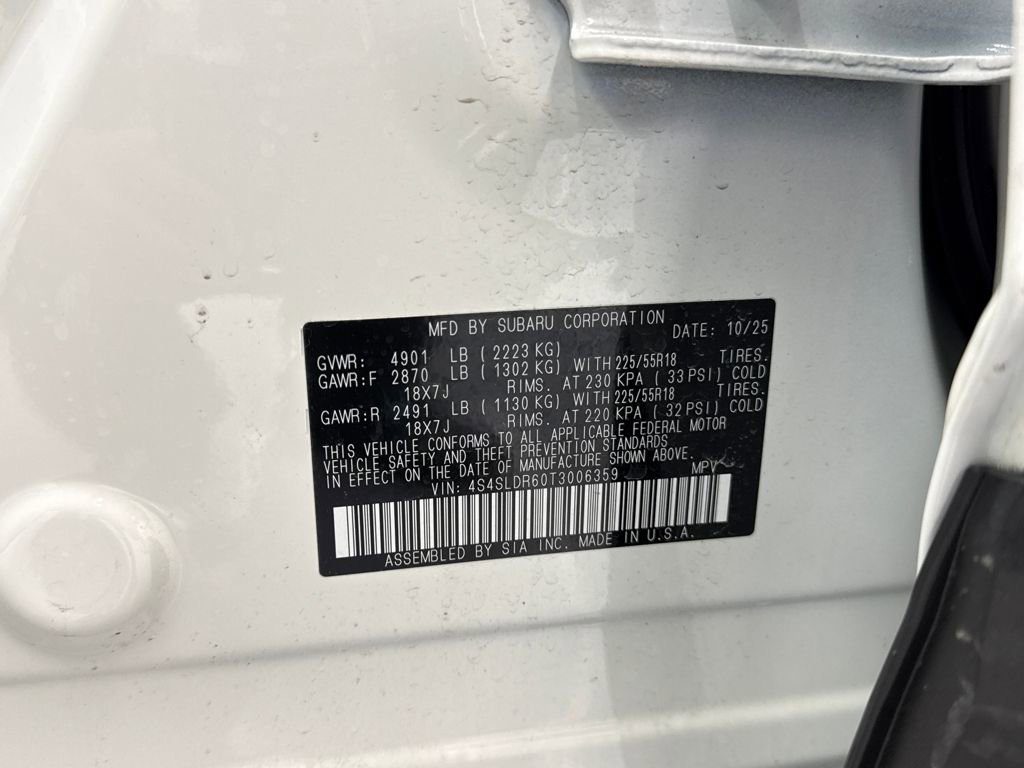 MFD BY SUBARU CORPORATION DATE: 10/25
GVWR: 4901 LB ( 2223 KG)
GAWR:F 2870 LB ( 1302 KG) WITH 225/55R18 TIRES.
18X7J RIMS. AT 230 KPA ( 33 PSI) COLD
GAWR:R 2491 LB ( 1130 KG) WITH 225/55R18 TIRES.
18X7J RIMS. AT 220 KPA ( 32 PSI) COLD
THIS VEHICLE CONFORMS TO ALL APPLICABLE FEDERAL MOTOR
VEHICLE SAFETY AND THEFT PREVENTION STANDARDS
IN EFFECT ON THE DATE OF MANUFACTURE SHOWN ABOVE.
VIN: 4S4SLDR60T3006359 MPV
ASSEMBLED BY SIA INC. MADE IN U.S.A.